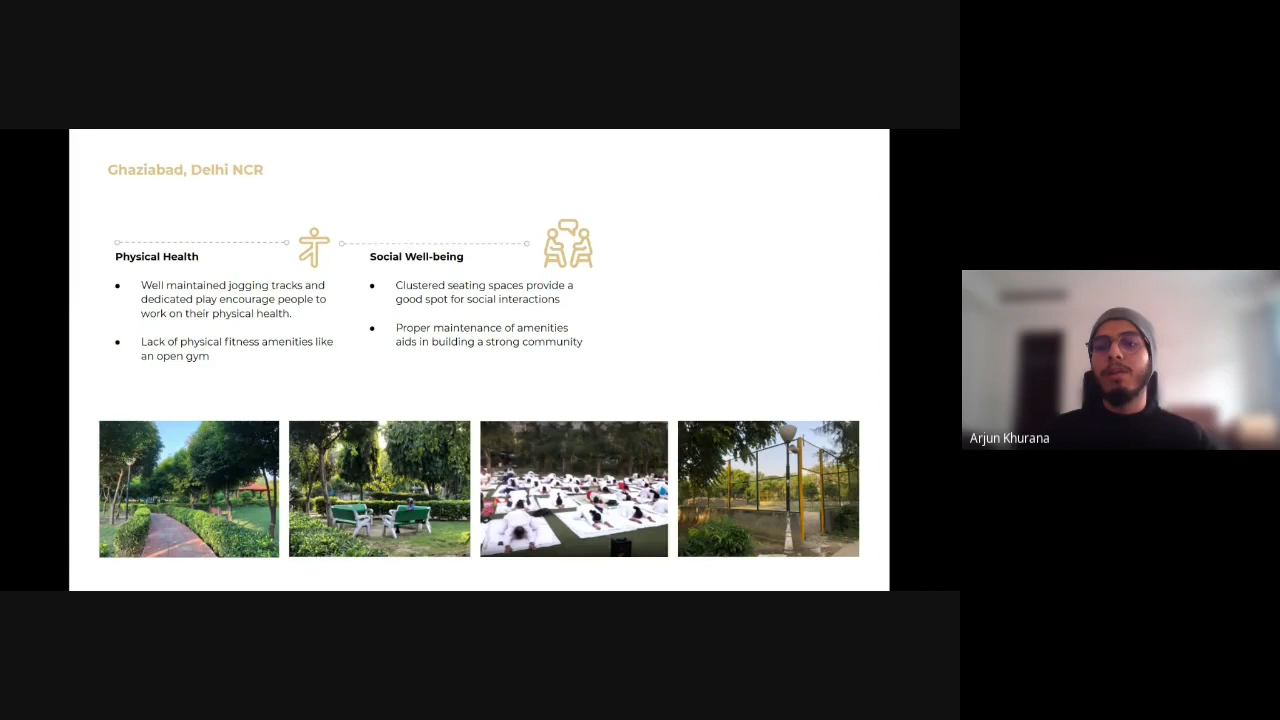 Ghaziabad, Delhi NCR
Physical Health
● Well maintained jogging tracks and
dedicated play encourage people to
work on their physical health.
● Lack of physical fitness amenities like
an open gym
Social Well-being
● Clustered seating spaces provide a
good spot for social interactions
● Proper maintenance of amenities
aids in building a strong community
Arjun Khurana